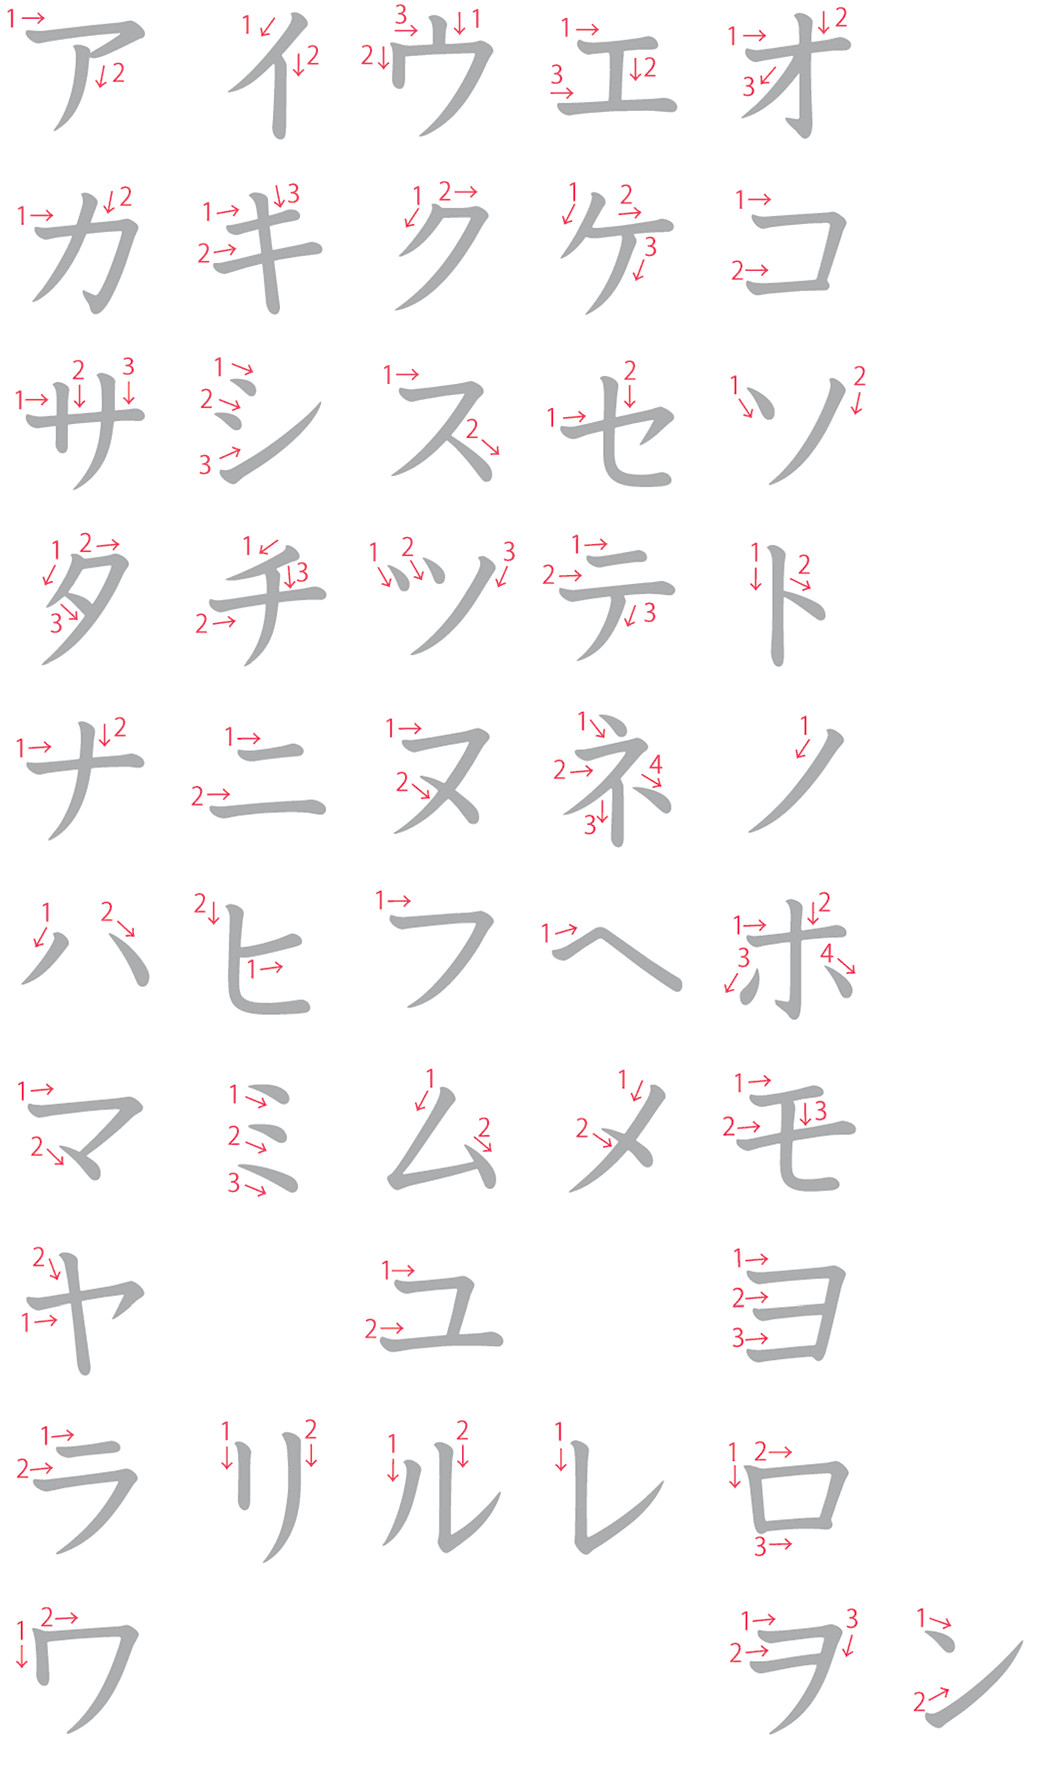 ア イ ウ エ オ
カ キ ク ケ コ
サ シ ス セ ソ
タ チ ツ テ ト
ナ ニ ヌ ネ ノ
ハ ヒ フ ヘ ホ
マ ミ ム メ モ
ヤ ユ ヨ
ラ リ ル レ ロ
ワ ヲ ン